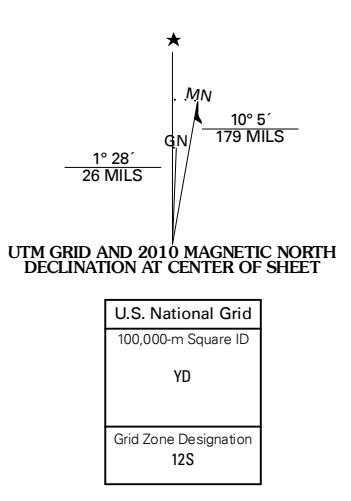 MN
10° 5´
179 MILS
GN
1° 28´
26 MILS
UTM GRID AND 2010 MAGNETIC NORTH
DECLINATION AT CENTER OF SHEET
U.S. National Grid
100,000-m Square ID
YD
Grid Zone Designation
12S